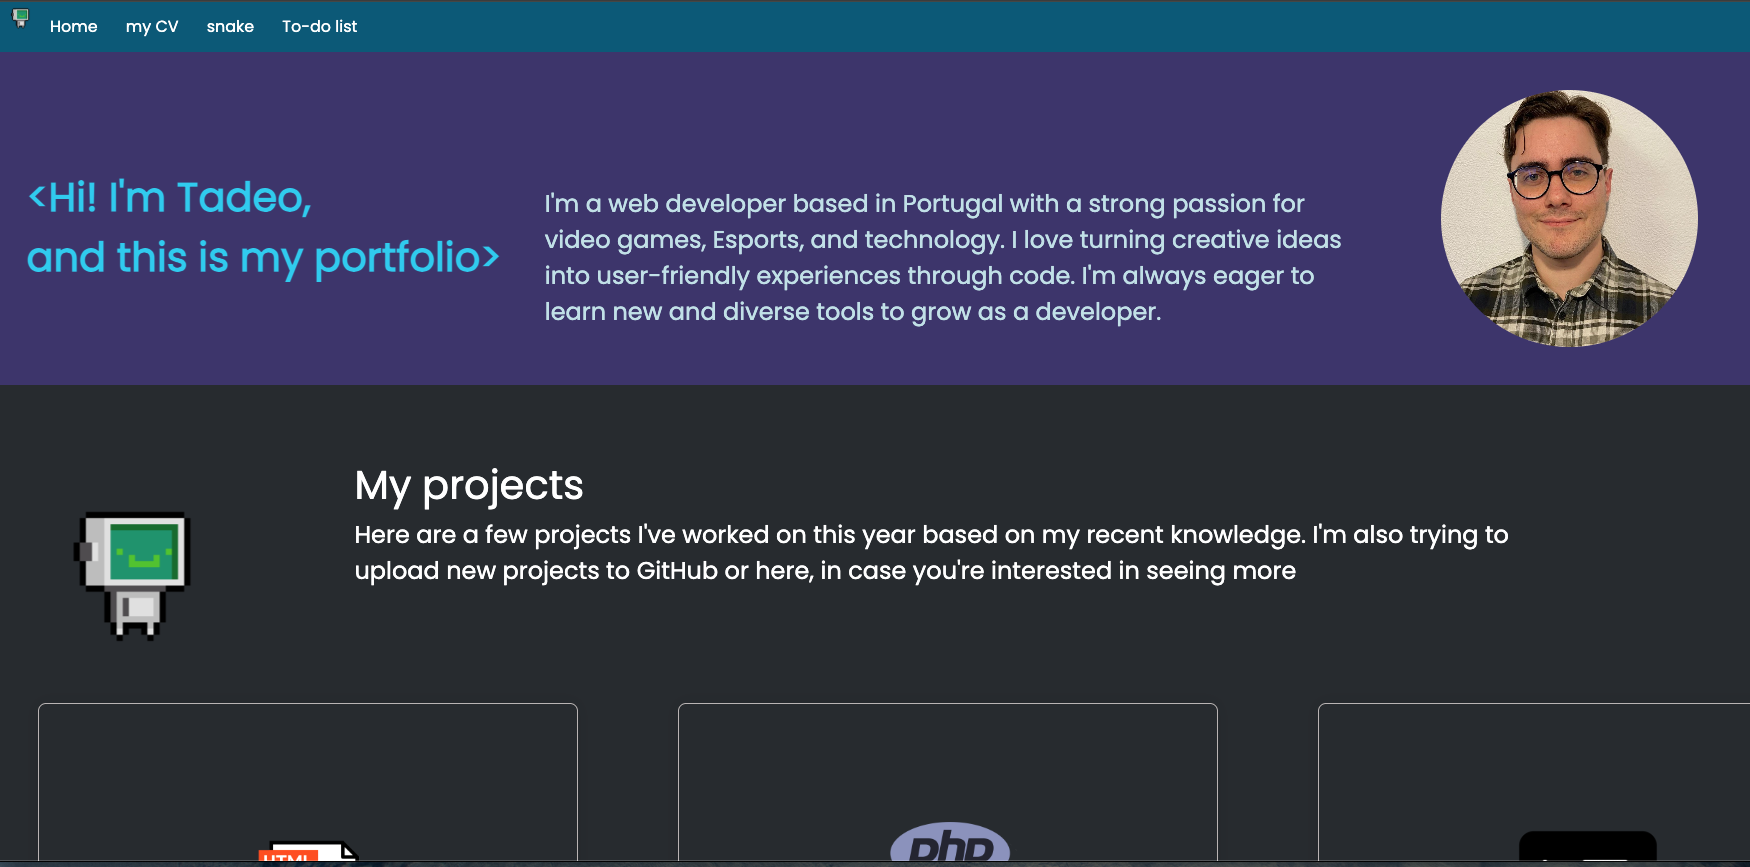 Home my CV snake To-do list
<Hi! I'm Tadeo,
and this is my portfolio>
I'm a web developer based in Portugal with a strong passion for
video games, Esports, and technology. I love turning creative ideas
into user-friendly experiences through code. I'm always eager to
learn new and diverse tools to grow as a developer.
My projects
Here are a few projects I've worked on this year based on my recent knowledge. I'm also trying to
upload new projects to GitHub or here, in case you're interested in seeing more
HTML
php